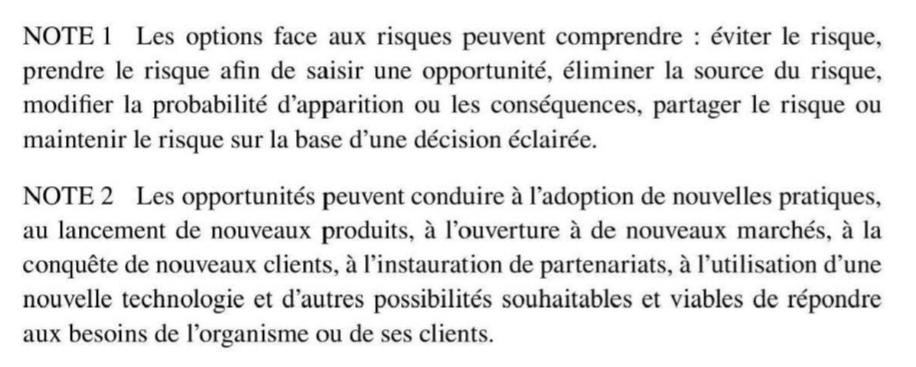 NOTE 1 Les options face aux risques peuvent comprendre : éviter le risque,
prendre le risque afin de saisir une opportunité, éliminer la source du risque,
modifier la probabilité d'apparition ou les conséquences, partager le risque ou
maintenir le risque sur la base d'une décision éclairée.
NOTE 2 Les opportunités peuvent conduire à l'adoption de nouvelles pratiques,
au lancement de nouveaux produits, à l'ouverture à de nouveaux marchés, à la
conquête de nouveaux clients, à l'instauration de partenariats, à l'utilisation d'une
nouvelle technologie et d'autres possibilités souhaitables et viables de répondre
aux besoins de l'organisme ou de ses clients.